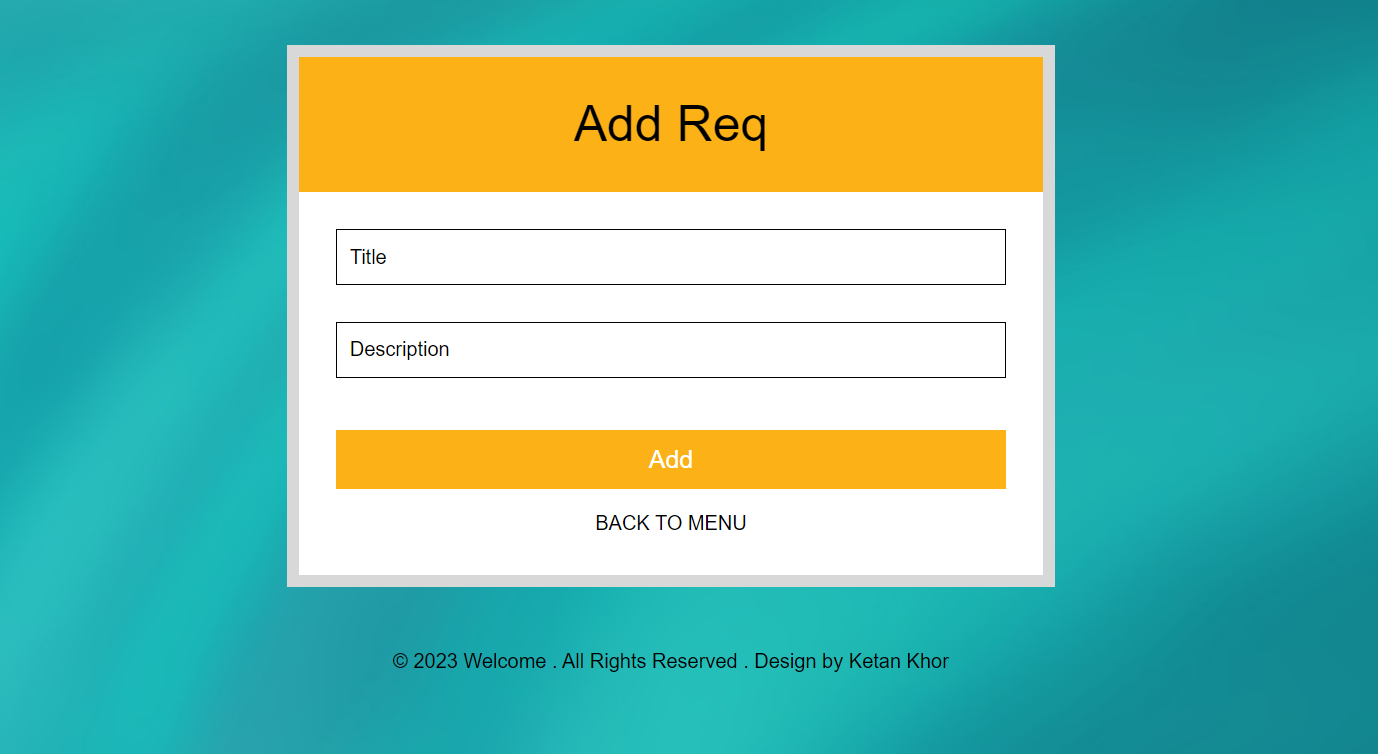 Add Req
Title
Description
Add
BACK TO MENU
© 2023 Welcome . All Rights Reserved . Design by Ketan Khor